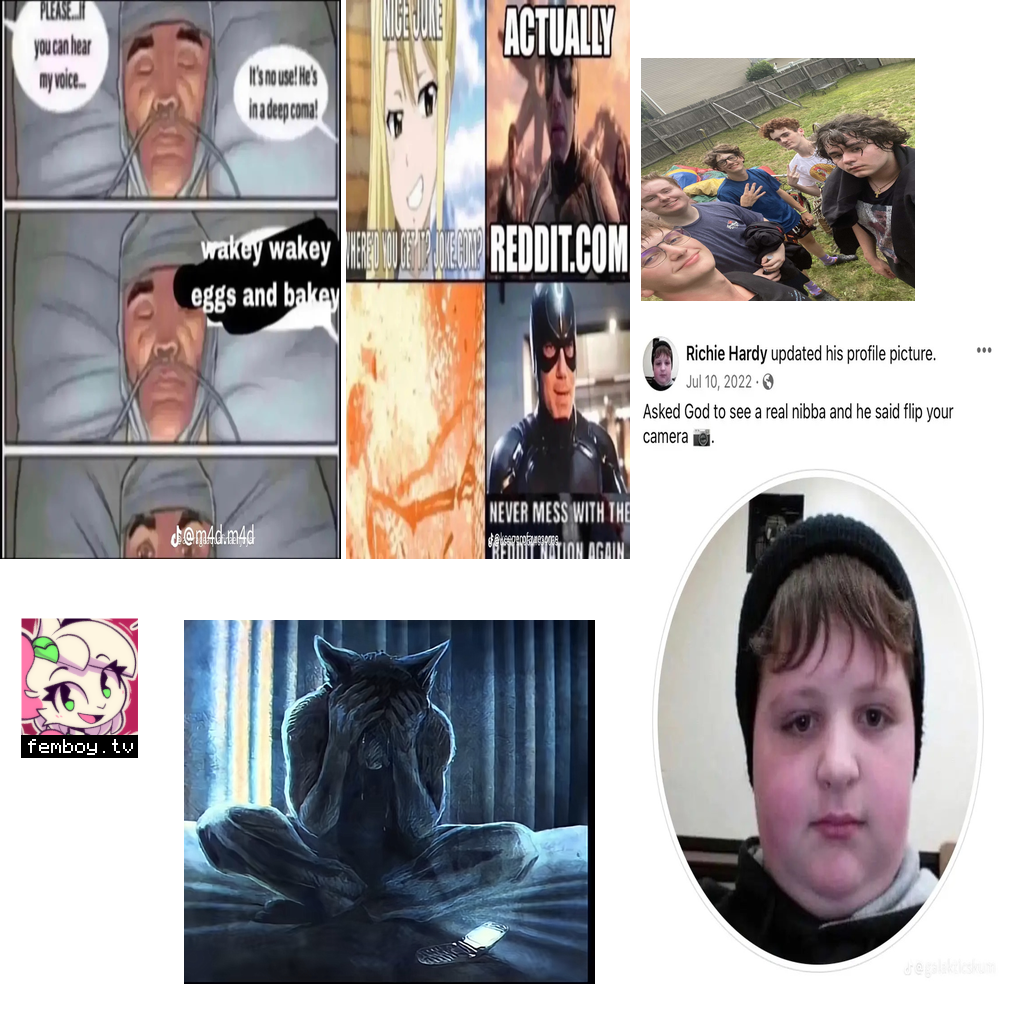 PLEASE...if
you can hear
my voice...
It's no use! He's
in a deep coma!
wakey wakey
eggs and bakey
@m4d.m4d
NICE JOKE
WHERE'D YOU GET IT? JOKE.COM?
ACTUALLY
REDDIT.COM
NEVER MESS WITH THE
REDDIT NATION AGAIN
Richie Hardy updated his profile picture.
Jul 10, 2022
Asked God to see a real nibba and he said flip your
camera 📷.
femboy.tv